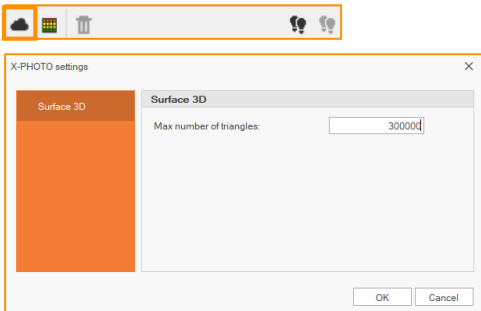 X-PHOTO settings
Surface 3D
Surface 3D
Max number of triangles:
300000
OK
Cancel